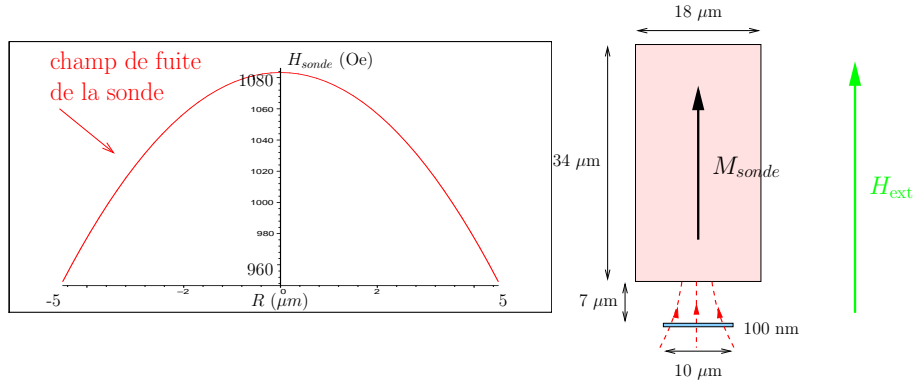 champ de fuite
de la sonde
H_sonde (Oe)
1080
1060
1040
1020
1000
980
960
-5
-2
0
2
5
R (μm)
18 μm
34 μm
M_sonde
H_ext
7 μm
100 nm
10 μm